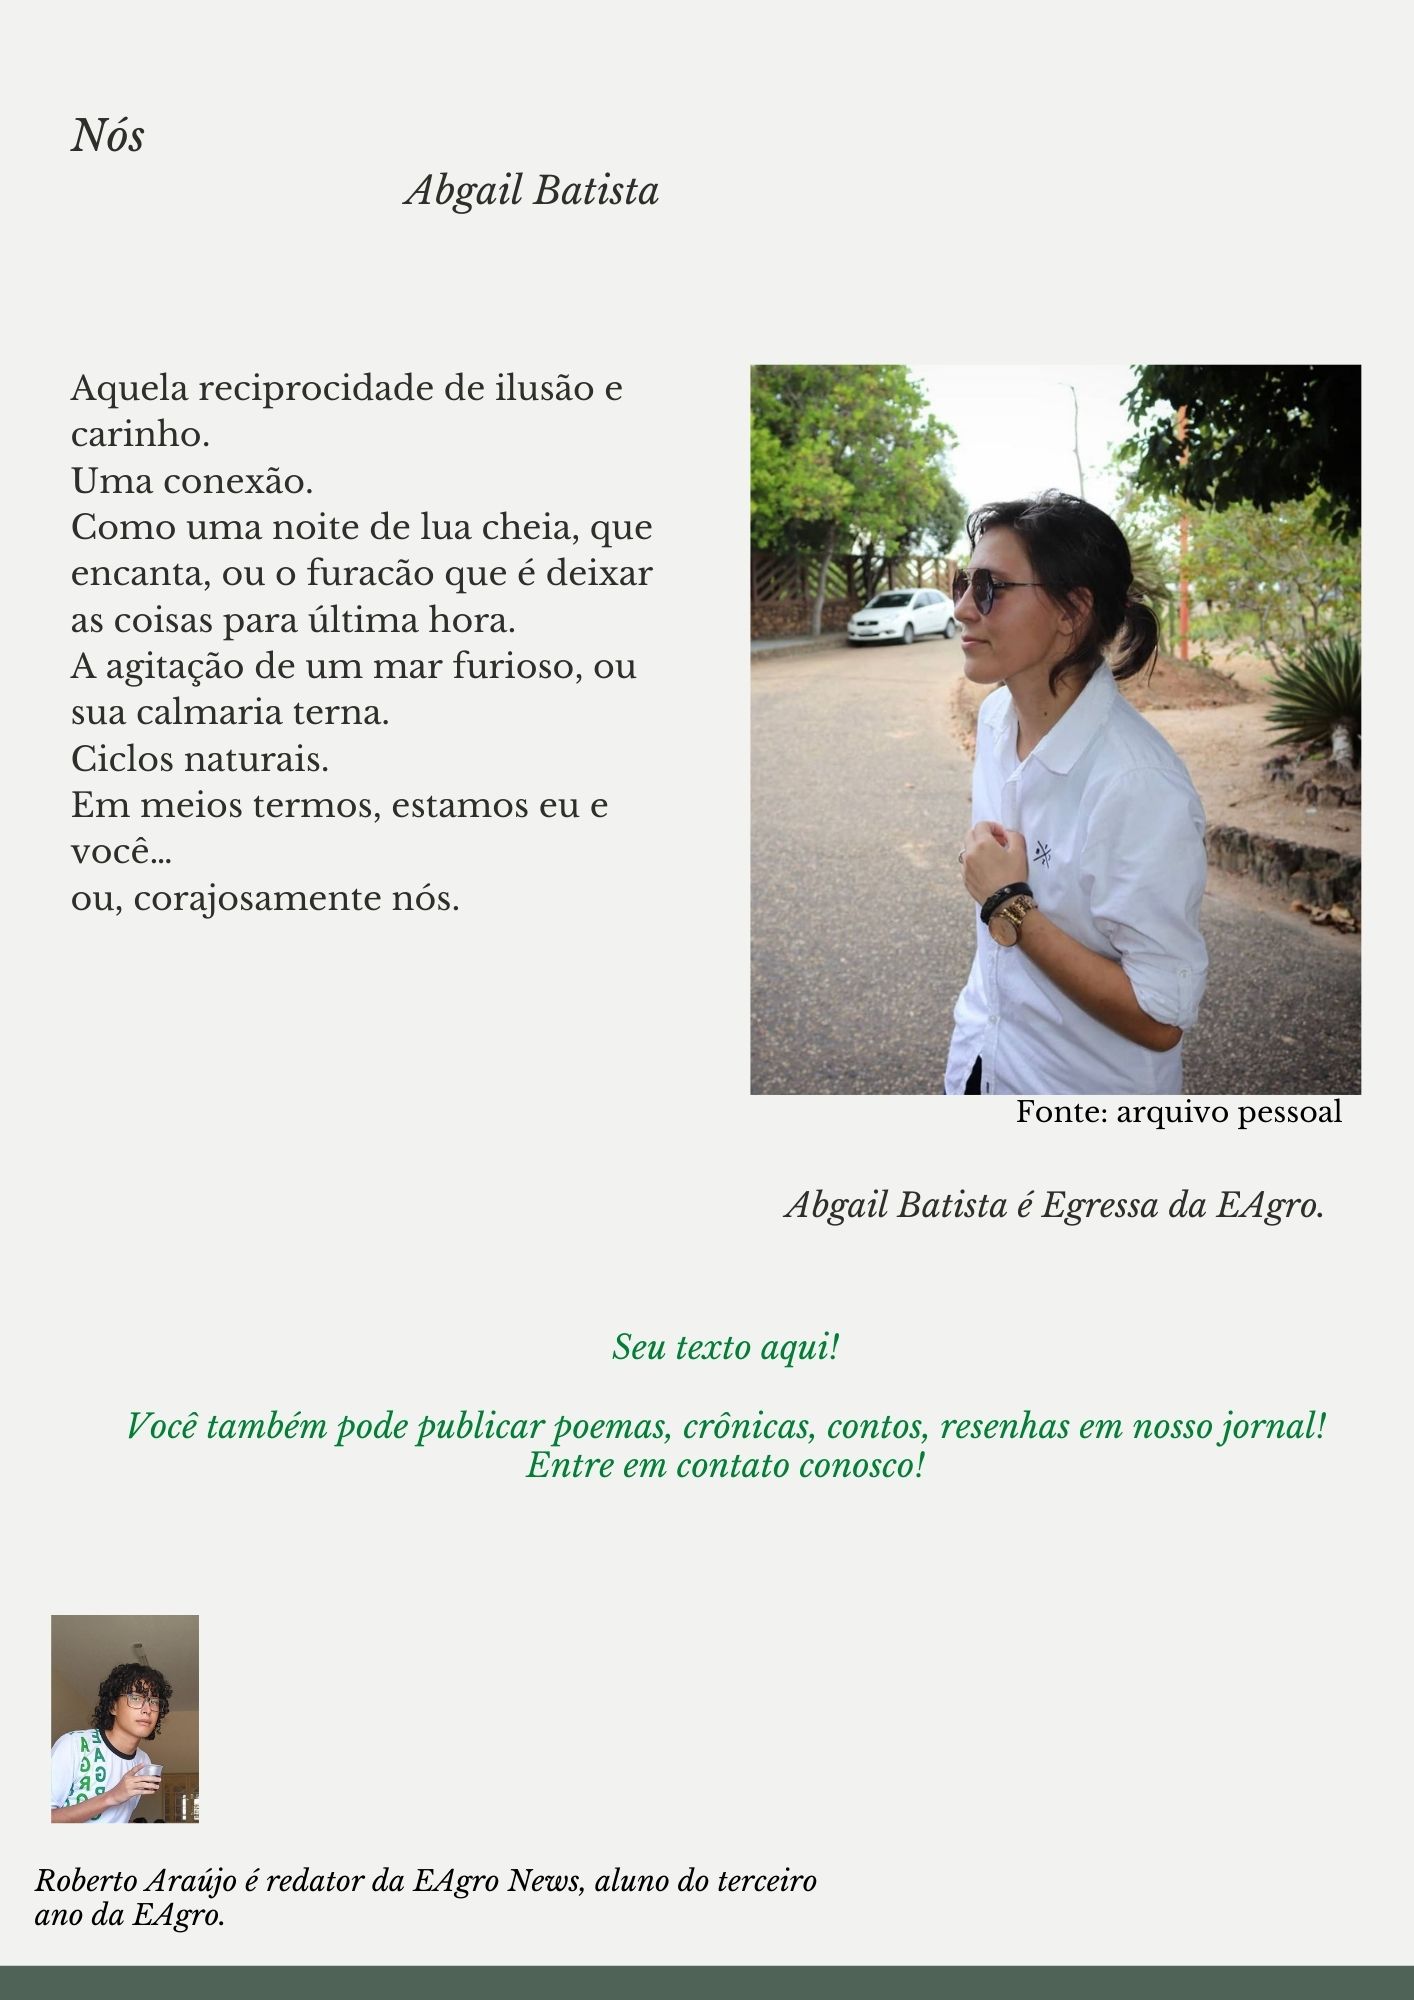 Nós
Abgail Batista
Aquela reciprocidade de ilusão e
carinho.
Uma conexão.
Como uma noite de lua cheia, que
encanta, ou o furacão que é deixar
as coisas para última hora.
A agitação de um mar furioso, ou
sua calmaria terna.
Ciclos naturais.
Em meios termos, estamos eu e
você...
ou, corajosamente nós.
Fonte: arquivo pessoal
Abgail Batista é Egressa da EAgro.
Seu texto aqui!
Você também pode publicar poemas, crônicas, contos, resenhas em nosso jornal!
Entre em contato conosco!
Roberto Araújo é redator da EAgro News, aluno do terceiro
ano da EAgro.